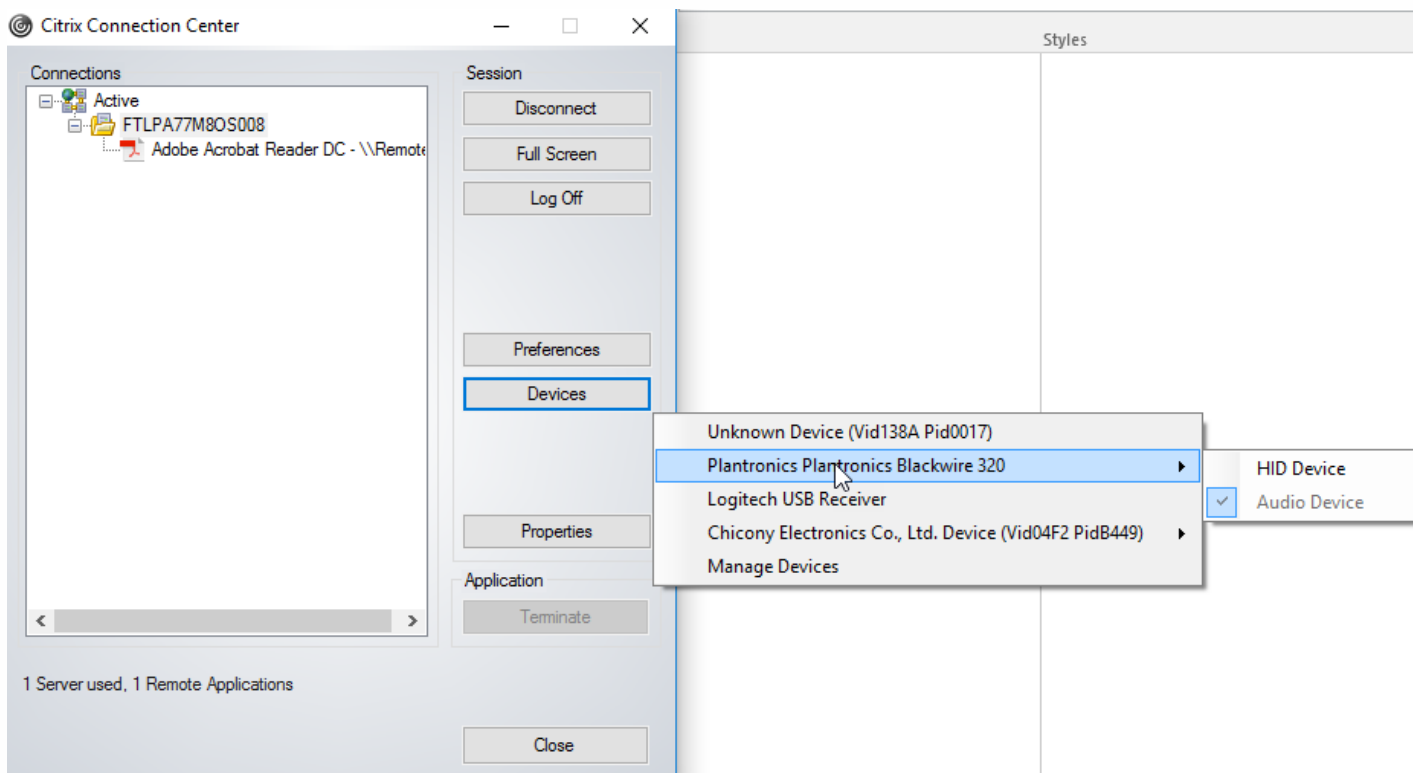 Citrix Connection Center
Styles
Connections
Active
FTLPA77M8OS008
Adobe Acrobat Reader DC - \\Remote
Session
Disconnect
Full Screen
Log Off
Preferences
Devices
Properties
Application
Terminate
Unknown Device (Vid138A Pid0017)
Plantronics Plantronics Blackwire 320
Logitech USB Receiver
Chicony Electronics Co., Ltd. Device (Vid04F2 PidB449)
Manage Devices
HID Device
Audio Device
1 Server used, 1 Remote Applications
Close